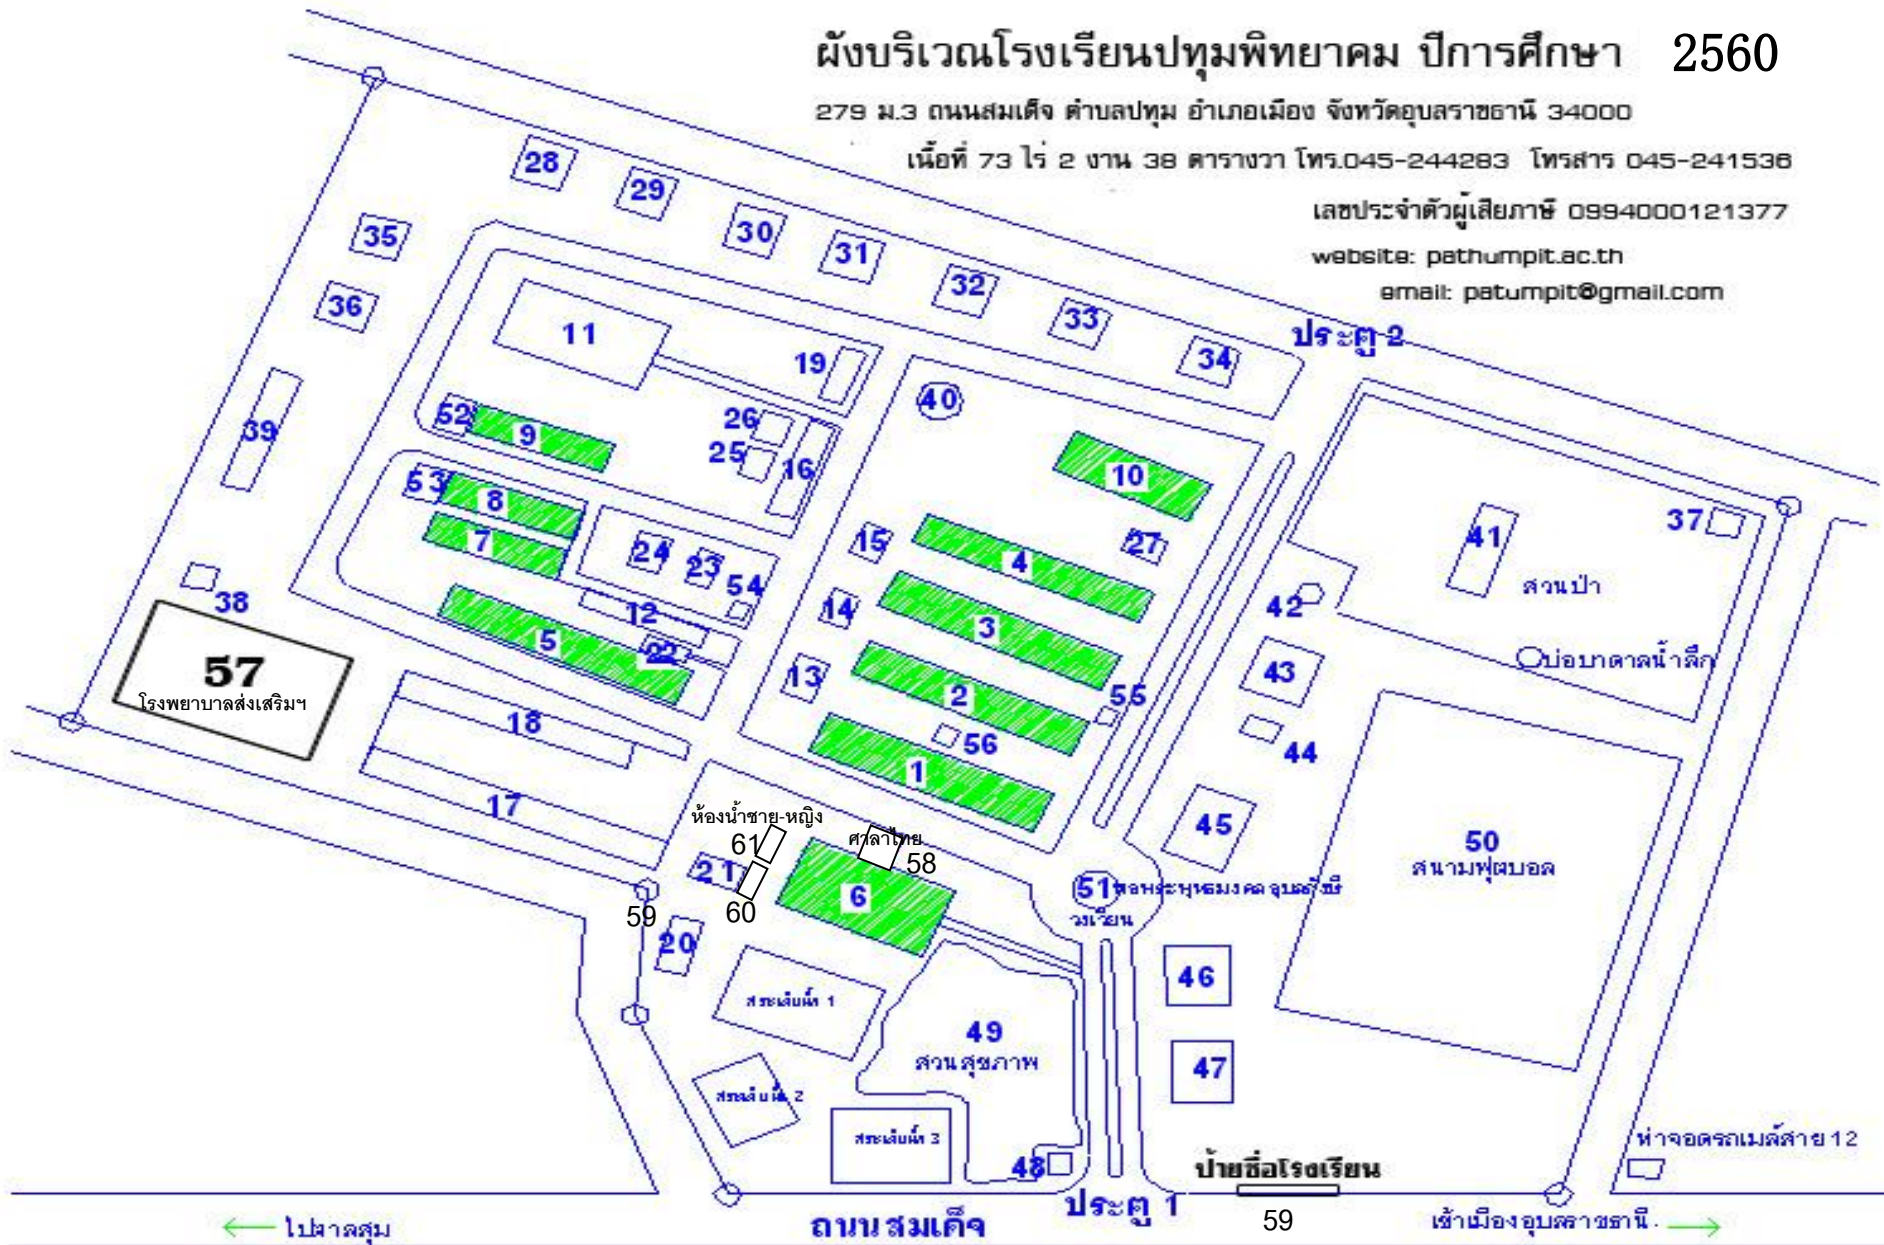 ผังบริเวณโรงเรียนปทุมพิทยาคม ปีการศึกษา 2560
279 ม.3 ถนนสมเด็จ ตำบลปทุม อำเภอเมือง จังหวัดอุบลราชธานี 34000
เนื้อที่ 73 ไร่ 2 งาน 38 ตารางวา โทร.045-244283 โทรสาร 045-241536
เลขประจำตัวผู้เสียภาษี 0994000121377
website: pathumpit.ac.th
email: patumpit@gmail.com
28
29
30
31
32
33
34
ประตู 2
35
36
11
19
40
39
52
9
26
25
16
10
53
8
7
24
23
54
15
4
27
37
41
สวนป่า
38
12
14
3
42
57
โรงพยาบาลส่งเสริมฯ
5
22
13
2
55
43
บ่อบาดาลน้ำลึก
18
56
44
17
1
45
ห้องน้ำชาย-หญิง
61
ศาลาไทย
58
50
สนามฟุตบอล
21
6
51
วงเวียน
59
60
20
46
สระเก็บน้ำ 1
49
สวนสุขภาพ
47
สระเก็บน้ำ 2
สระเก็บน้ำ 3
48
ท่าจอดรถเมล์สาย 12
ป้ายชื่อโรงเรียน
59
ประตู 1
ไปตาลสุม
ถนนสมเด็จ
เข้าเมืองอุบลราชธานี